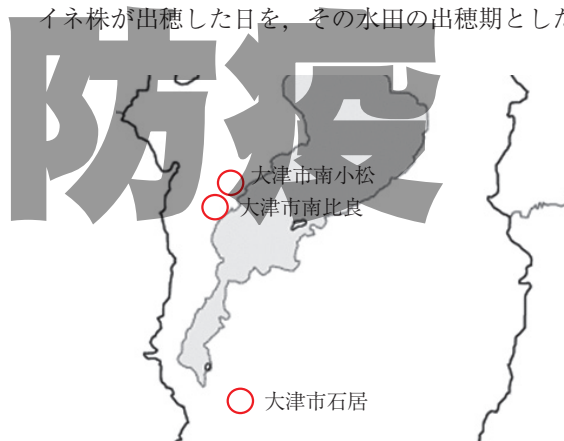 イネ株が出穂した日を，その水田の出穂期とした
防疫
大津市南小松
大津市南比良
大津市石居